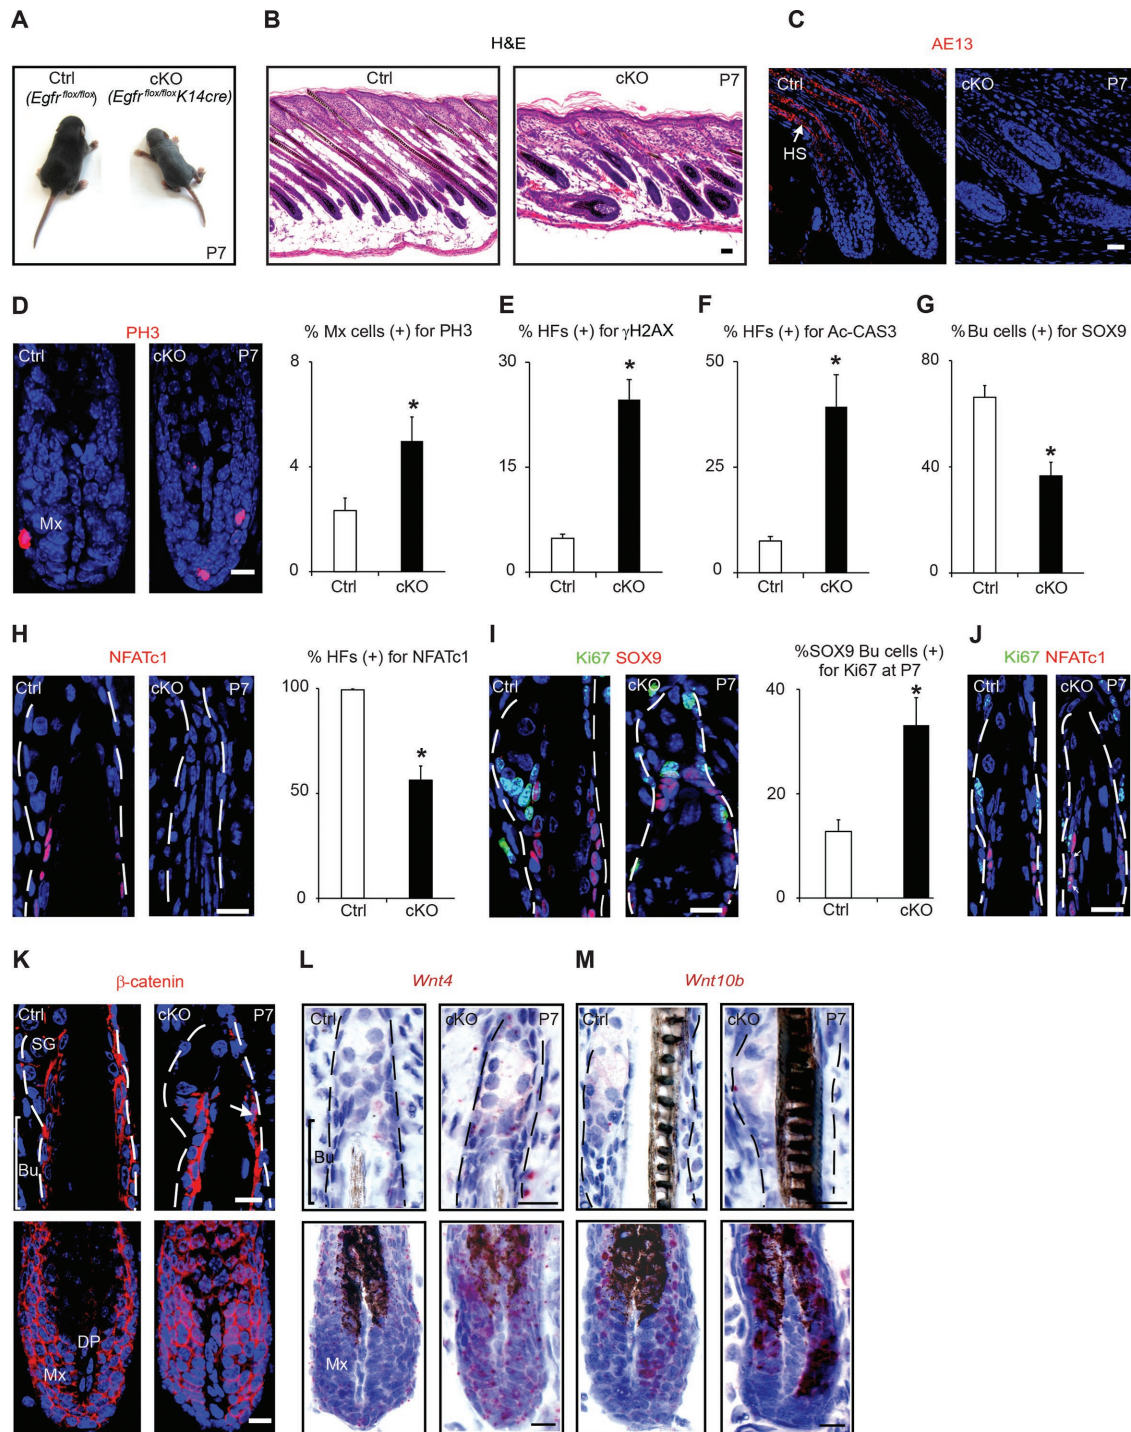 A
Ctrl
(Egfr flox/flox)
cKO
(Egfr flox/flox K14cre)
P7
B
H&E
Ctrl
cKO
P7
C
AE13
Ctrl
HS
cKO
P7
D
PH3
Ctrl
Mx
cKO
P7
% Mx cells (+) for PH3
8
*
4
0
Ctrl
cKO
E
% HFs (+) for γH2AX
30
*
15
0
Ctrl
cKO
F
% HFs (+) for Ac-CAS3
50
*
25
0
Ctrl
cKO
G
% Bu cells (+) for SOX9
80
40
*
0
Ctrl
cKO
H
NFATc1
Ctrl
cKO
P7
% HFs (+) for NFATc1
100
*
50
0
Ctrl
cKO
I
Ki67 SOX9
Ctrl
cKO
P7
%SOX9 Bu cells (+)
for Ki67 at P7
40
*
20
0
Ctrl
cKO
J
Ki67 NFATc1
Ctrl
cKO
P7
K
β-catenin
Ctrl
SG
Bu
cKO
P7
DP
Mx
L
Wnt4
Ctrl
Bu
cKO
P7
Mx
M
Wnt10b
Ctrl
cKO
P7